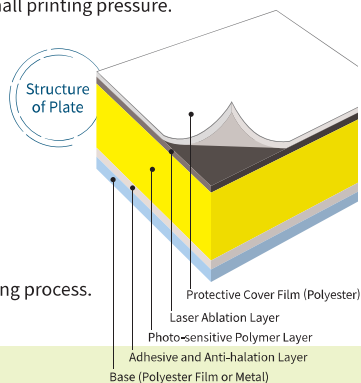 nall printing pressure.
Structure
of Plate
ng process.
Protective Cover Film (Polyester)
Laser Ablation Layer
Photo-sensitive Polymer Layer
Adhesive and Anti-halation Layer
Base (Polyester Film or Metal)